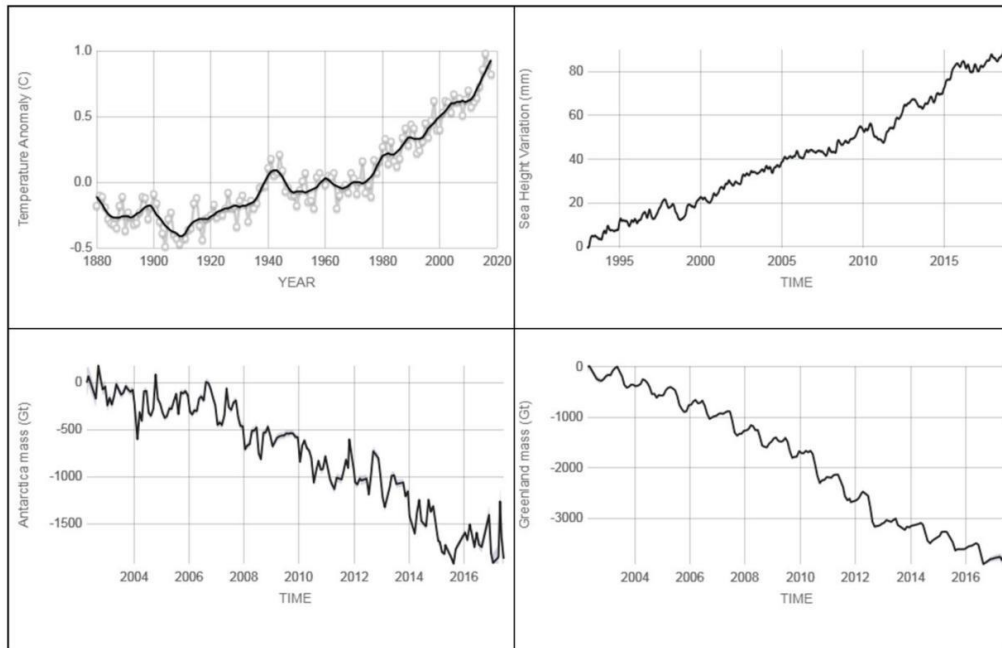 Temperature Anomaly (C)
1.0
0.5
0.0
-0.5
1880 1900 1920 1940 1960 1980 2000 2020
YEAR
Sea Height Variation (mm)
80
60
40
20
0
1995 2000 2005 2010 2015
TIME
Antarctica mass (Gt)
0
-500
-1000
-1500
2004 2006 2008 2010 2012 2014 2016
TIME
Greenland mass (Gt)
0
-1000
-2000
-3000
2004 2006 2008 2010 2012 2014 2016
TIME